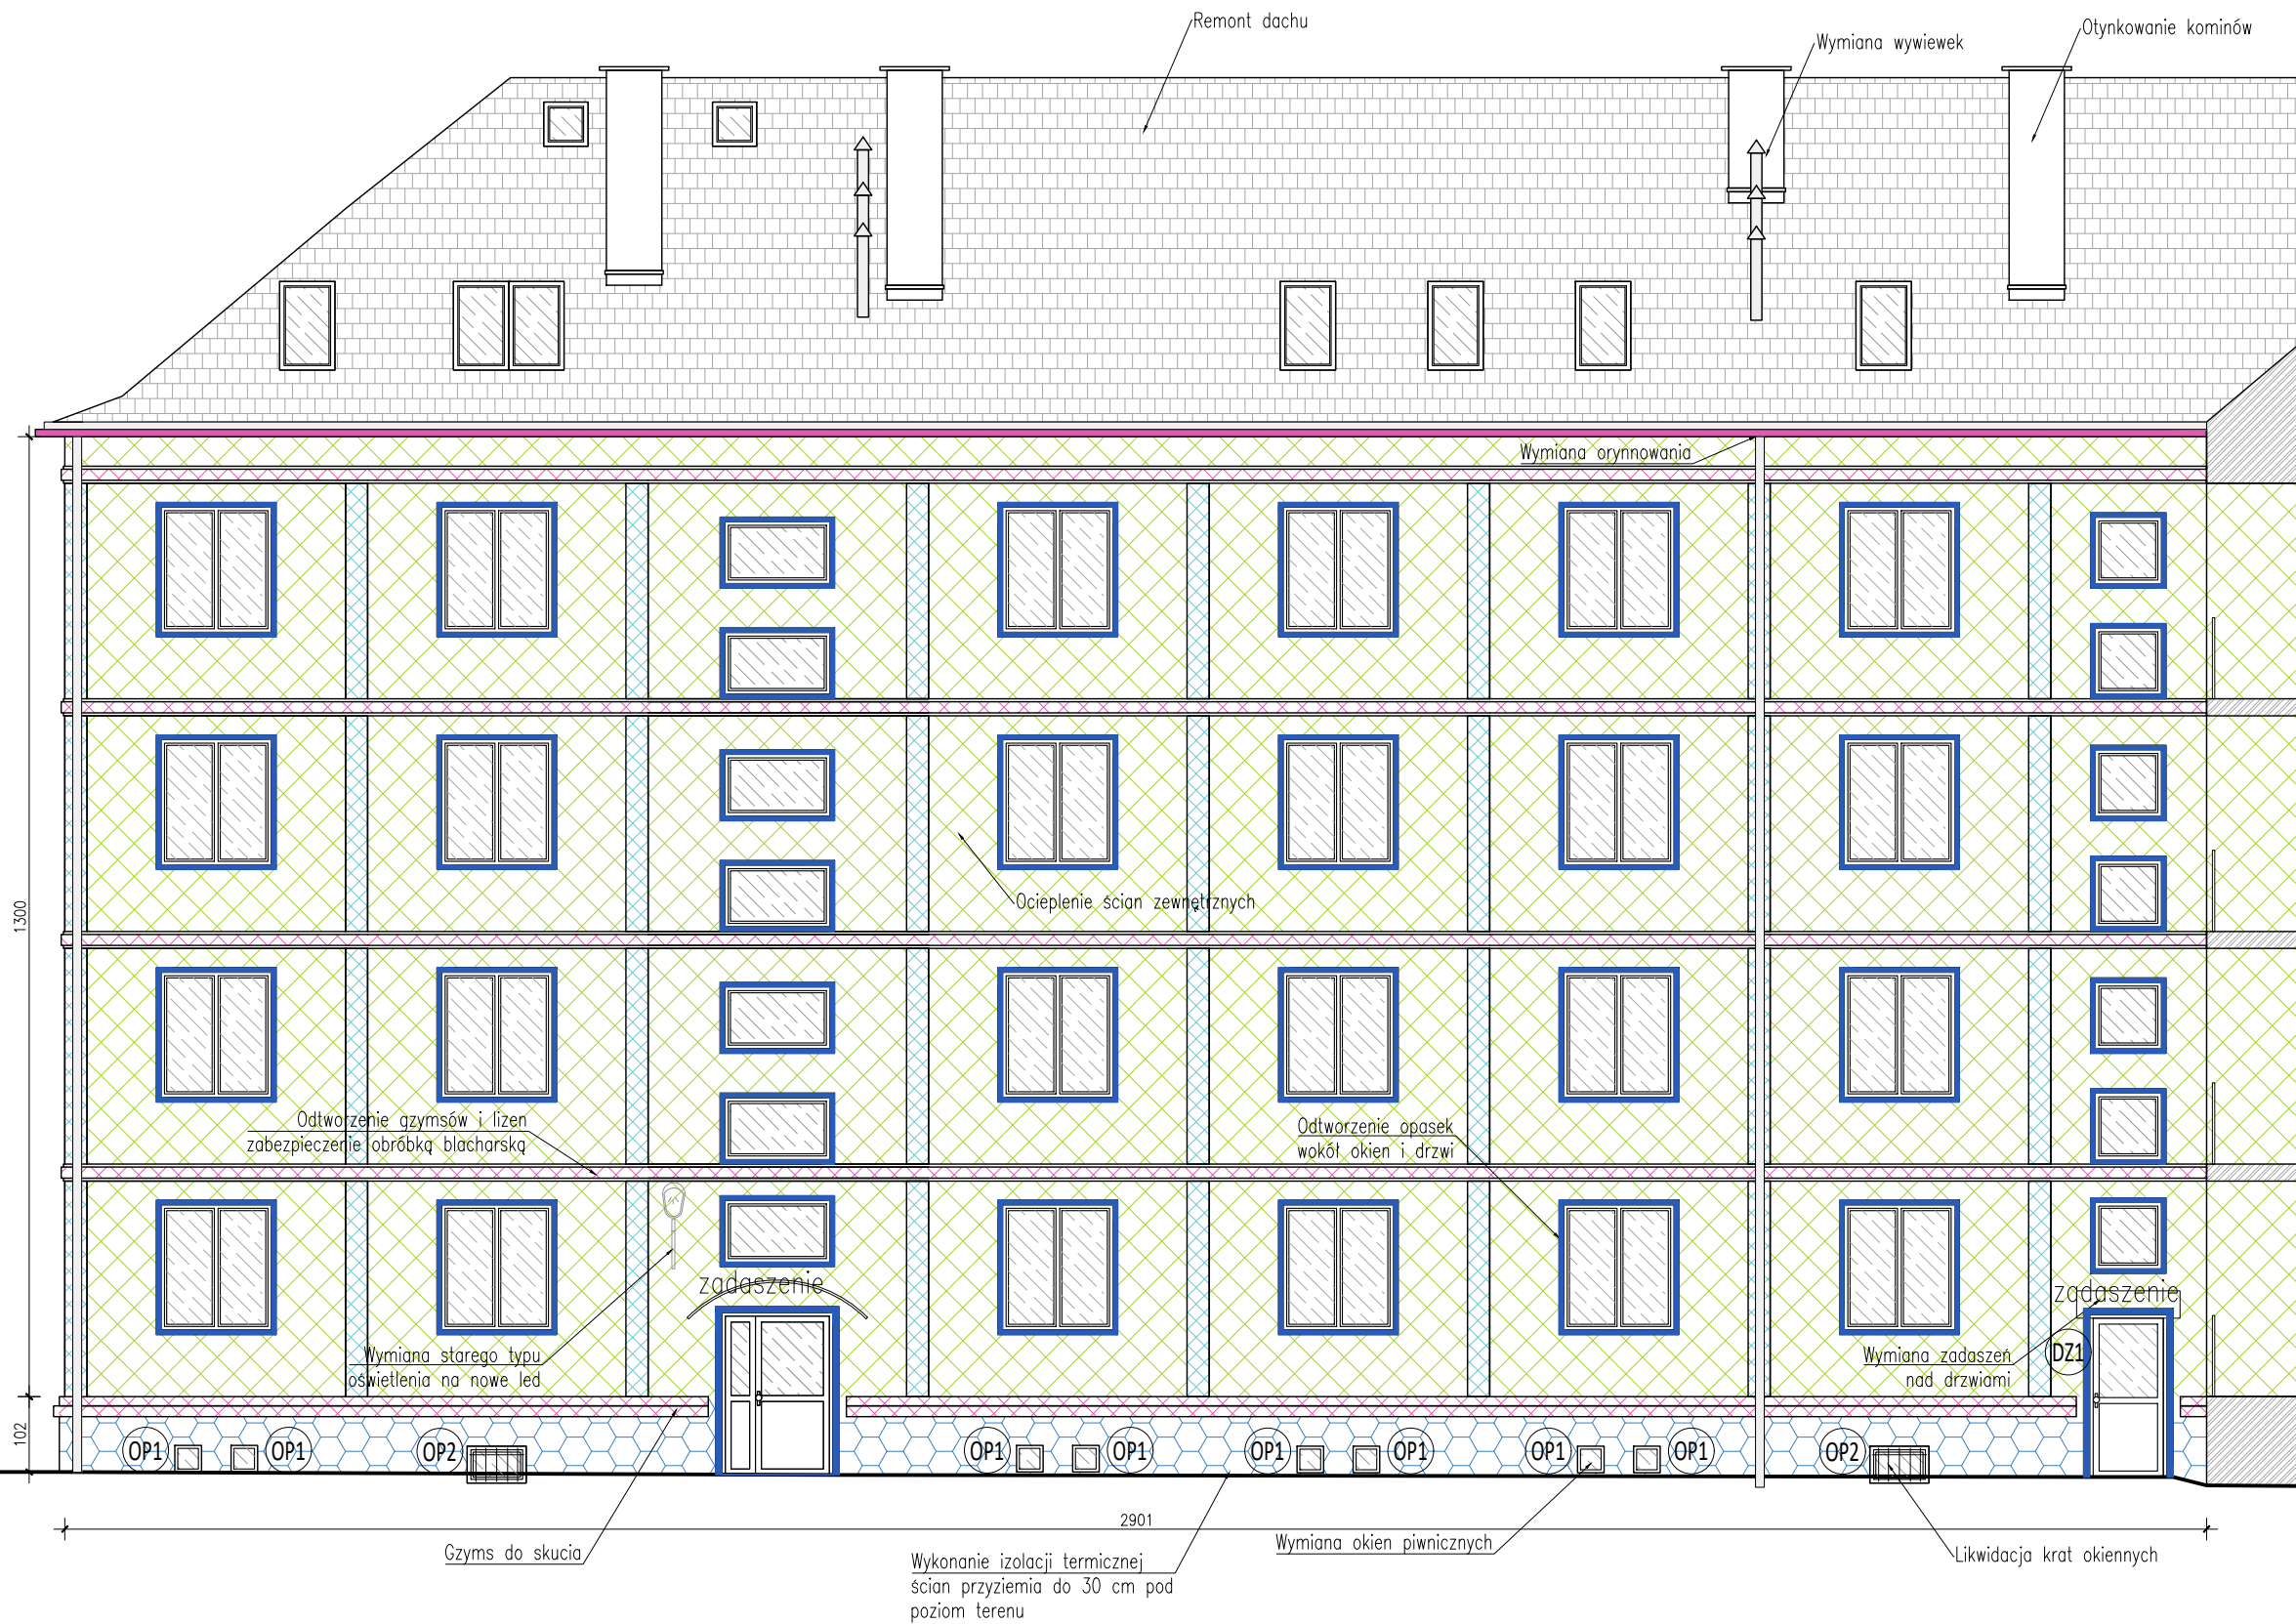 Remont dachu
Wymiana wywiewek
Otynkowanie kominów
Wymiana orynnowania
1300
Ocieplenie ścian zewnętrznych
Odtworzenie gzymsów i lizen
zabezpieczenie obróbką blacharską
Odtworzenie opasek
wokół okien i drzwi
zadaszenie
zadaszenie
Wymiana starego typu
oświetlenia na nowe led
Wymiana zadaszeń
nad drzwiami
DZ1
102
OP1
OP1
OP2
OP1
OP1
OP1
OP1
OP1
OP1
OP2
2901
Gzyms do skucia
Wykonanie izolacji termicznej
ścian przyziemia do 30 cm pod
poziom terenu
Wymiana okien piwnicznych
Likwidacja krat okiennych